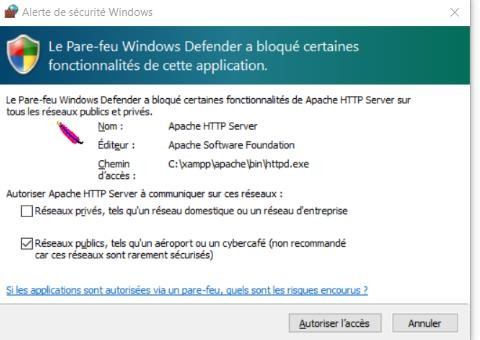 Alerte de sécurité Windows
Le Pare-feu Windows Defender a bloqué certaines
fonctionnalités de cette application.
Le Pare-feu Windows Defender a bloqué certaines fonctionnalités de Apache HTTP Server sur
tous les réseaux publics et privés.
Nom : Apache HTTP Server
Éditeur : Apache Software Foundation
Chemin C:\xampp\apache\bin\httpd.exe
d'accès :
Autoriser Apache HTTP Server à communiquer sur ces réseaux :
Réseaux privés, tels qu'un réseau domestique ou un réseau d'entreprise
Réseaux publics, tels qu'un aéroport ou un cybercafé (non recommandé
car ces réseaux sont rarement sécurisés)
Si les applications sont autorisées via un pare-feu, quels sont les risques encourus ?
Autoriser l'accès Annuler